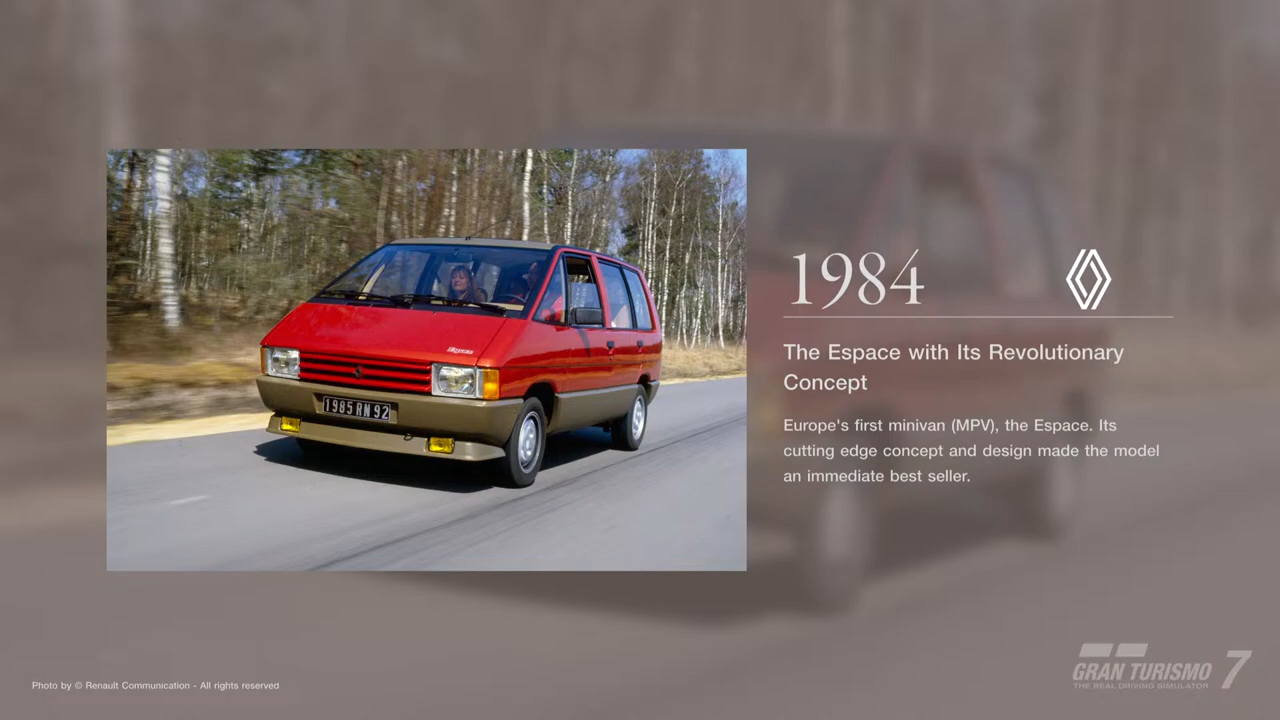 1984
The Espace with Its Revolutionary
Concept
Europe's first minivan (MPV), the Espace. Its
cutting edge concept and design made the model
an immediate best seller.
Espace
1985 RN 92
Photo by © Renault Communication - All rights reserved
GRAN TURISMO 7
THE REAL DRIVING SIMULATOR